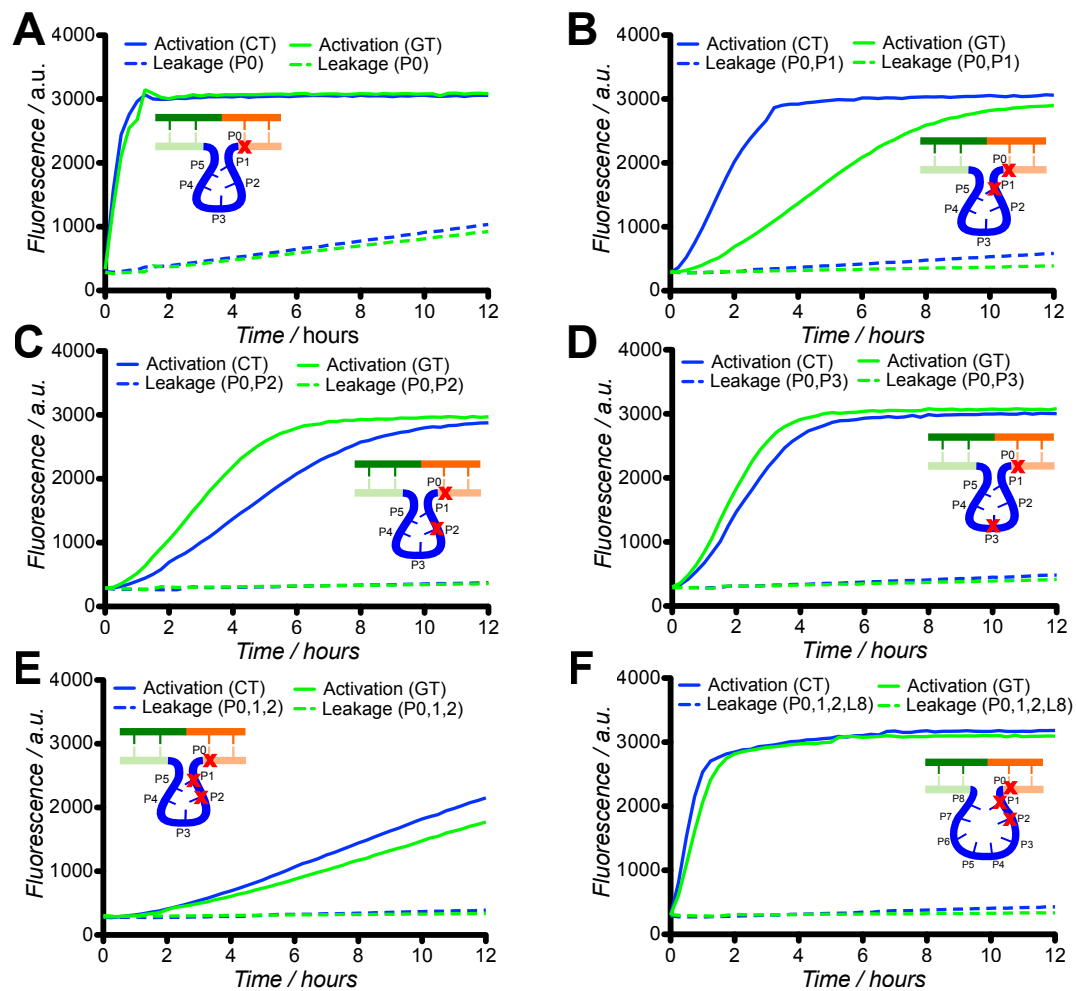 A
Activation (CT) Activation (GT)
Leakage (P0) Leakage (P0)
Fluorescence / a.u.
4000
3000
2000
1000
0
P0
P1
P2
P3
P4
P5
0 2 4 6 8 10 12
Time / hours
B
Activation (CT) Activation (GT)
Leakage (P0,P1) Leakage (P0,P1)
Fluorescence / a.u.
4000
3000
2000
1000
0
P0
P1
P2
P3
P4
P5
0 2 4 6 8 10 12
Time / hours
C
Activation (CT) Activation (GT)
Leakage (P0,P2) Leakage (P0,P2)
Fluorescence / a.u.
4000
3000
2000
1000
0
P0
P1
P2
P3
P4
P5
0 2 4 6 8 10 12
Time / hours
D
Activation (CT) Activation (GT)
Leakage (P0,P3) Leakage (P0,P3)
Fluorescence / a.u.
4000
3000
2000
1000
0
P0
P1
P2
P3
P4
P5
0 2 4 6 8 10 12
Time / hours
E
Activation (CT) Activation (GT)
Leakage (P0,1,2) Leakage (P0,1,2)
Fluorescence / a.u.
4000
3000
2000
1000
0
P0
P1
P2
P3
P4
P5
0 2 4 6 8 10 12
Time / hours
F
Activation (CT) Activation (GT)
Leakage (P0,1,2,L8) Leakage (P0,1,2,L8)
Fluorescence / a.u.
4000
3000
2000
1000
0
P0
P1
P2
P3
P4
P5
P6
P7
P8
0 2 4 6 8 10 12
Time / hours